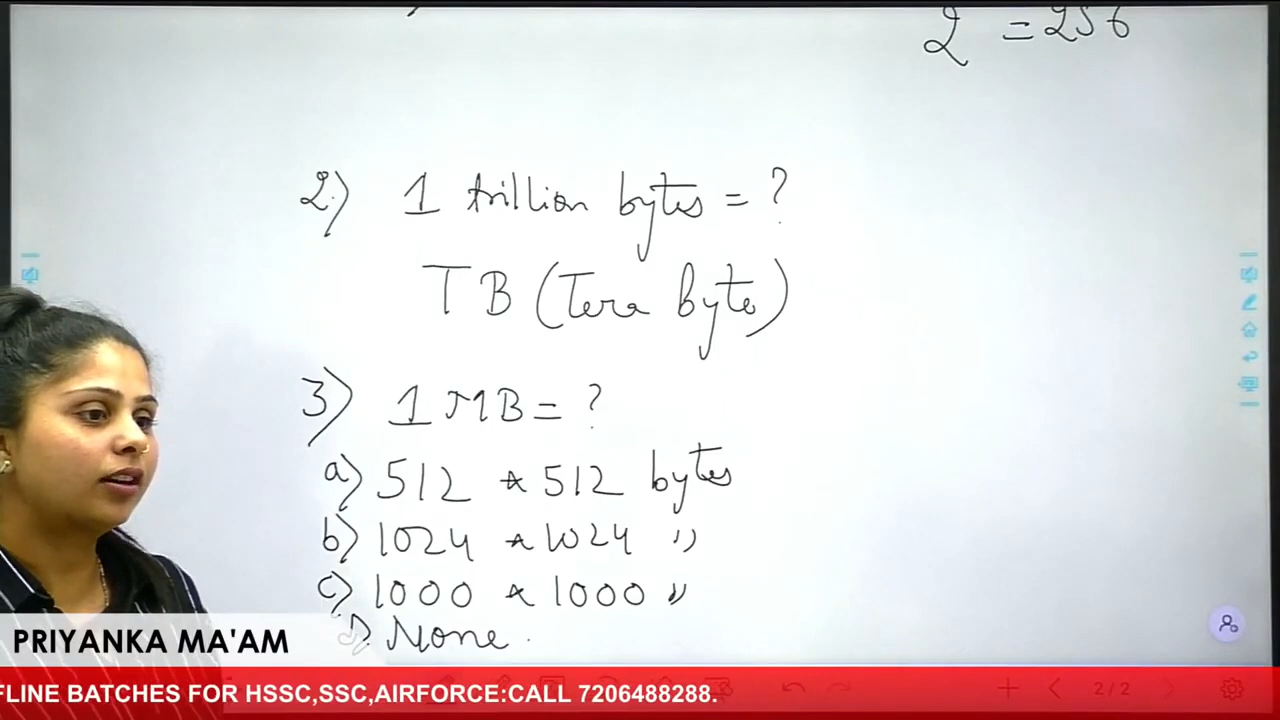 2 = 256
2) 1 trillion bytes = ?
TB (Tera byte)
3) 1 MB = ?
a) 512 * 512 bytes
b) 1024 * 1024 "
c) 1000 * 1000 "
d) None.
PRIYANKA MA'AM
FLINE BATCHES FOR HSSC,SSC,AIRFORCE:CALL 7206488288.
2/2